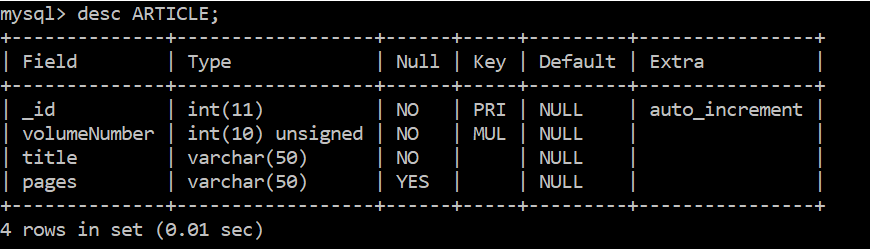 mysql> desc ARTICLE;
+--------------+------------------+------+-----+---------+----------------+
| Field        | Type             | Null | Key | Default | Extra          |
+--------------+------------------+------+-----+---------+----------------+
| _id          | int(11)          | NO   | PRI | NULL    | auto_increment |
| volumeNumber | int(10) unsigned | NO   | MUL | NULL    |                |
| title        | varchar(50)      | NO   |     | NULL    |                |
| pages        | varchar(50)      | YES  |     | NULL    |                |
+--------------+------------------+------+-----+---------+----------------+
4 rows in set (0.01 sec)